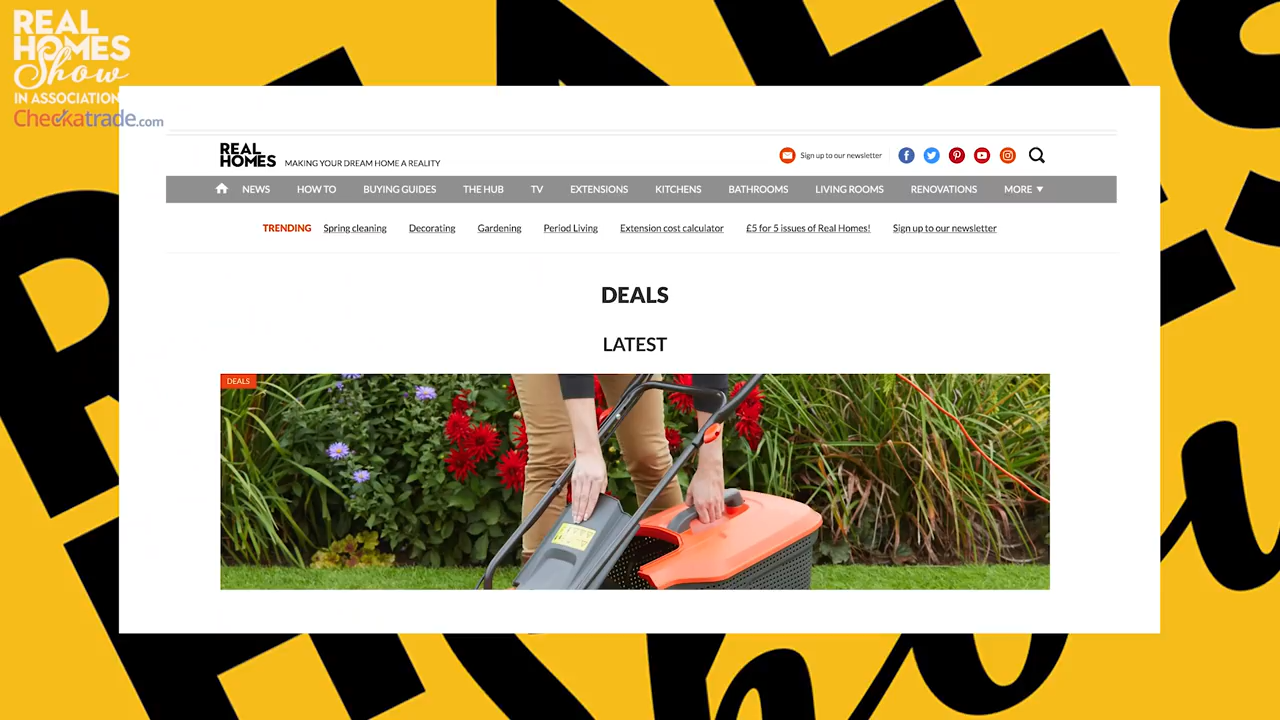 REAL
HOMES
Show
IN ASSOCIATION
Checkatrade.com
REAL
HOMES
MAKING YOUR DREAM HOME A REALITY
Sign up to our newsletter
NEWS HOW TO BUYING GUIDES THE HUB TV EXTENSIONS KITCHENS BATHROOMS LIVING ROOMS RENOVATIONS MORE
TRENDING Spring cleaning Decorating Gardening Period Living Extension cost calculator £5 for 5 issues of Real Homes! Sign up to our newsletter
DEALS
LATEST
DEALS